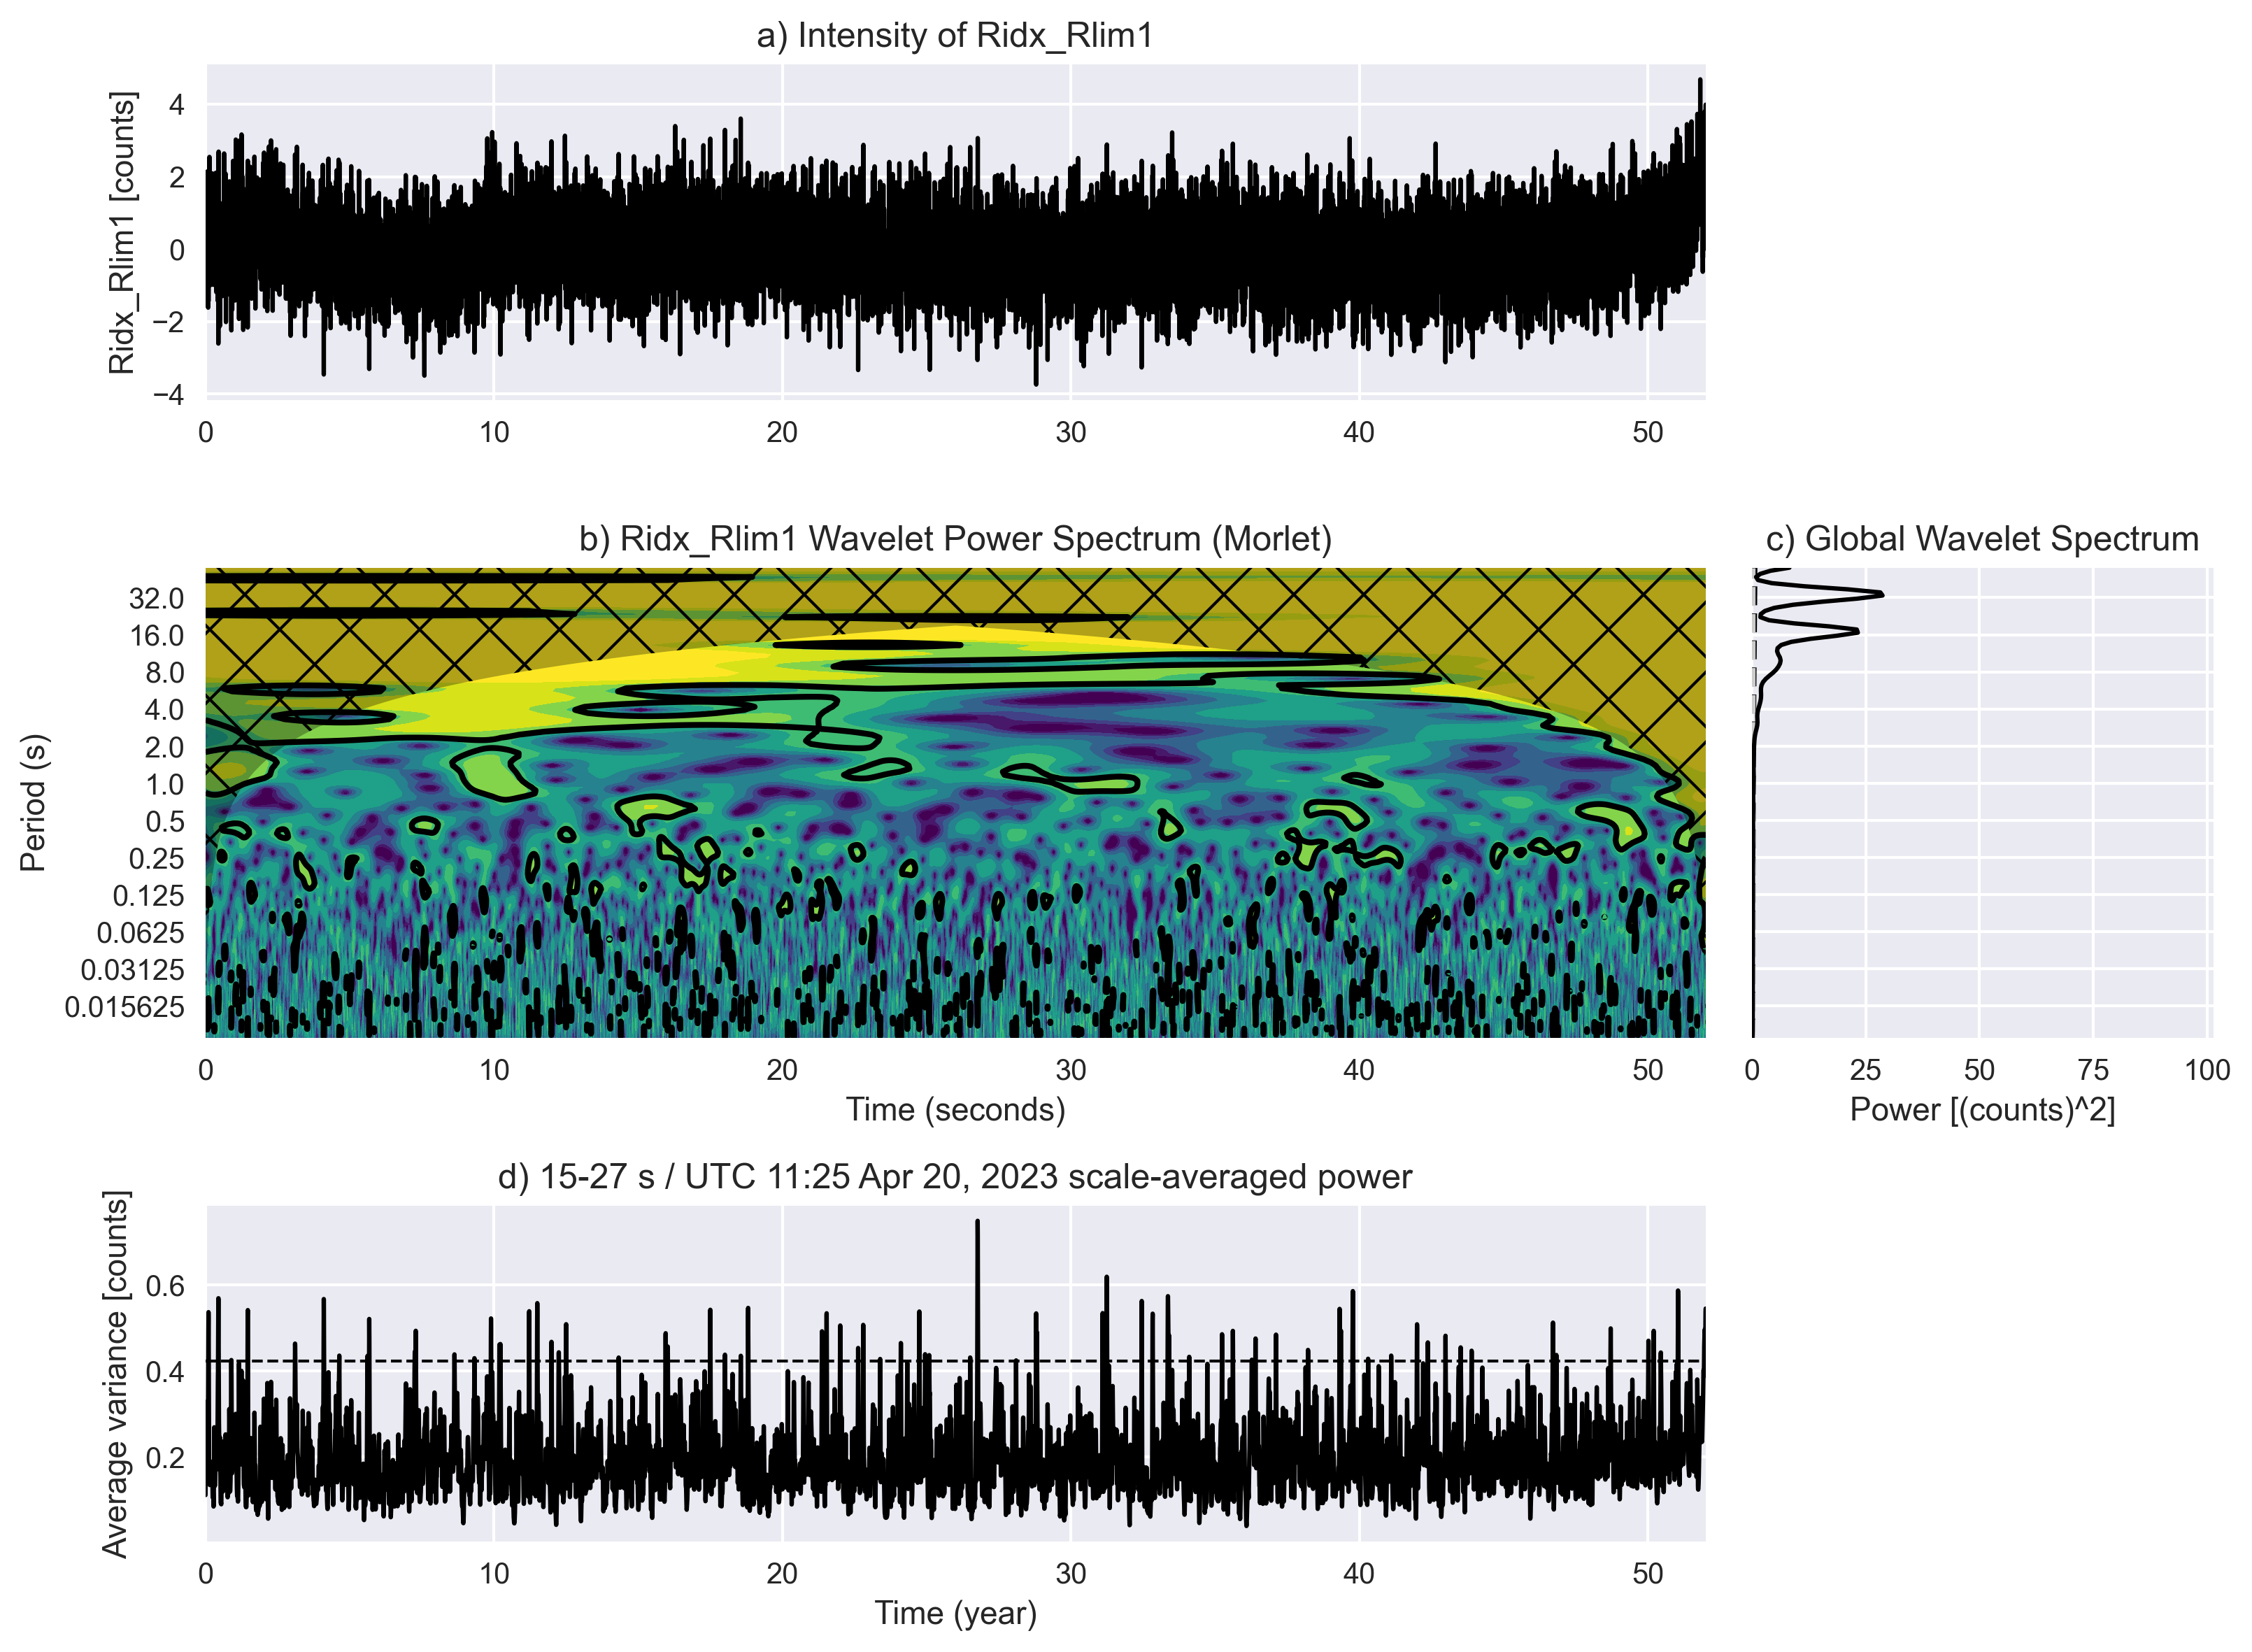 a) Intensity of Ridx_Rlim1
Ridx_Rlim1 [counts]
4
2
0
−2
−4
0 10 20 30 40 50
b) Ridx_Rlim1 Wavelet Power Spectrum (Morlet)
Period (s)
32.0
16.0
8.0
4.0
2.0
1.0
0.5
0.25
0.125
0.0625
0.03125
0.015625
0 10 20 30 40 50
Time (seconds)
c) Global Wavelet Spectrum
0 25 50 75 100
Power [(counts)^2]
d) 15-27 s / UTC 11:25 Apr 20, 2023 scale-averaged power
Average variance [counts]
0.6
0.4
0.2
0 10 20 30 40 50
Time (year)